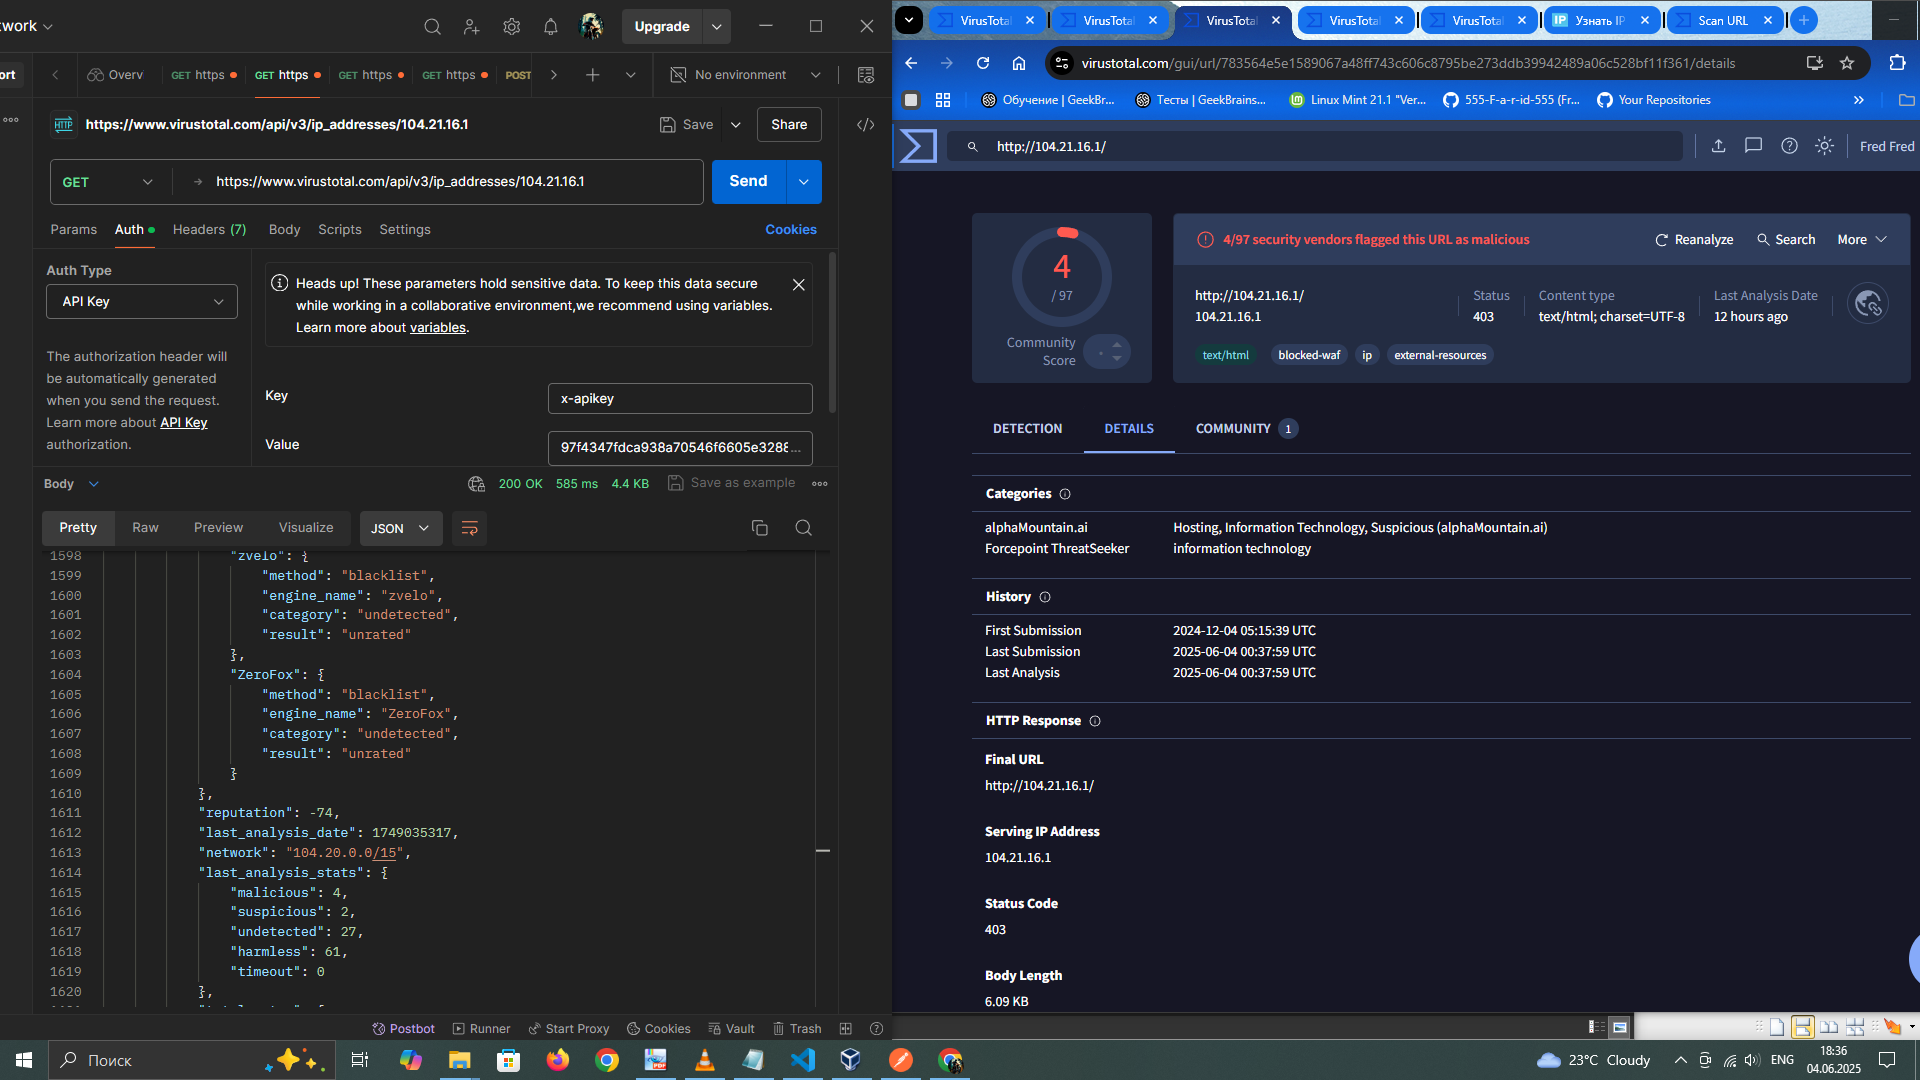 twork
Upgrade
ort
Overv
GET https
GET https
GET https
GET https
POST
No environment
HTTP
https://www.virustotal.com/api/v3/ip_addresses/104.21.16.1
Save
Share
GET
https://www.virustotal.com/api/v3/ip_addresses/104.21.16.1
Send
Params
Auth
Headers (7)
Body
Scripts
Settings
Cookies
Auth Type
API Key
The authorization header will
be automatically generated
when you send the request.
Learn more about API Key
authorization.
Heads up! These parameters hold sensitive data. To keep this data secure
while working in a collaborative environment,we recommend using variables.
Learn more about variables.
Key
x-apikey
Value
97f4347fdca938a70546f6605e3288...
Body
200 OK
585 ms
4.4 KB
Save as example
Pretty
Raw
Preview
Visualize
JSON
1598 "zvelo": {
1599 "method": "blacklist",
1600 "engine_name": "zvelo",
1601 "category": "undetected",
1602 "result": "unrated"
1603 },
1604 "ZeroFox": {
1605 "method": "blacklist",
1606 "engine_name": "ZeroFox",
1607 "category": "undetected",
1608 "result": "unrated"
1609 }
1610 },
1611 "reputation": -74,
1612 "last_analysis_date": 1749035317,
1613 "network": "104.20.0.0/15",
1614 "last_analysis_stats": {
1615 "malicious": 4,
1616 "suspicious": 2,
1617 "undetected": 27,
1618 "harmless": 61,
1619 "timeout": 0
1620 },
Postbot
Runner
Start Proxy
Cookies
Vault
Trash
VirusTotal
VirusTotal
VirusTotal
VirusTotal
VirusTotal
IP Узнать IP
Scan URL
virustotal.com/gui/url/783564e5e1589067a48ff743c606c8795be273ddb39942489a06c528bf11f361/details
Обучение | GeekBr...
Тесты | GeekBrains...
Linux Mint 21.1 "Ver...
555-F-a-r-id-555 (Fr...
Your Repositories
http://104.21.16.1/
Fred Fred
4
/ 97
Community
Score
4/97 security vendors flagged this URL as malicious
Reanalyze
Search
More
http://104.21.16.1/
104.21.16.1
Status
403
Content type
text/html; charset=UTF-8
Last Analysis Date
12 hours ago
text/html
blocked-waf
ip
external-resources
DETECTION
DETAILS
COMMUNITY 1
Categories
alphaMountain.ai Hosting, Information Technology, Suspicious (alphaMountain.ai)
Forcepoint ThreatSeeker information technology
History
First Submission 2024-12-04 05:15:39 UTC
Last Submission 2025-06-04 00:37:59 UTC
Last Analysis 2025-06-04 00:37:59 UTC
HTTP Response
Final URL
http://104.21.16.1/
Serving IP Address
104.21.16.1
Status Code
403
Body Length
6.09 KB
Поиск
23°C Cloudy
ENG
18:36
04.06.2025